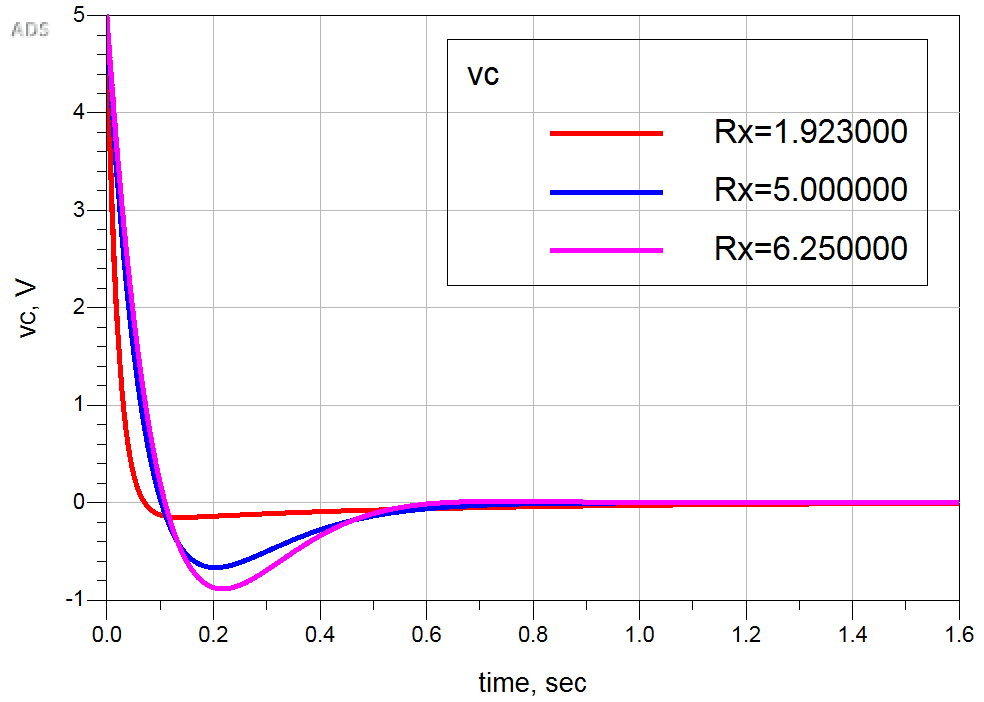 ADS
vc
Rx=1.923000
Rx=5.000000
Rx=6.250000
5
4
3
2
1
0
-1
vc, V
0.0 0.2 0.4 0.6 0.8 1.0 1.2 1.4 1.6
time, sec